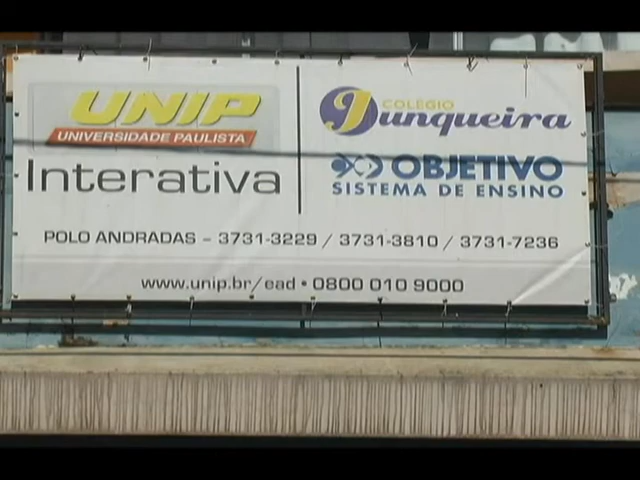 UNIP
UNIVERSIDADE PAULISTA
Interativa
COLEGIO
Junqueira
OBJETIVO
SISTEMA DE ENSINO
POLO ANDRADAS - 3731-3229 / 3731-3810 / 3731-7236
www.unip.br/ead • 0800 010 9000